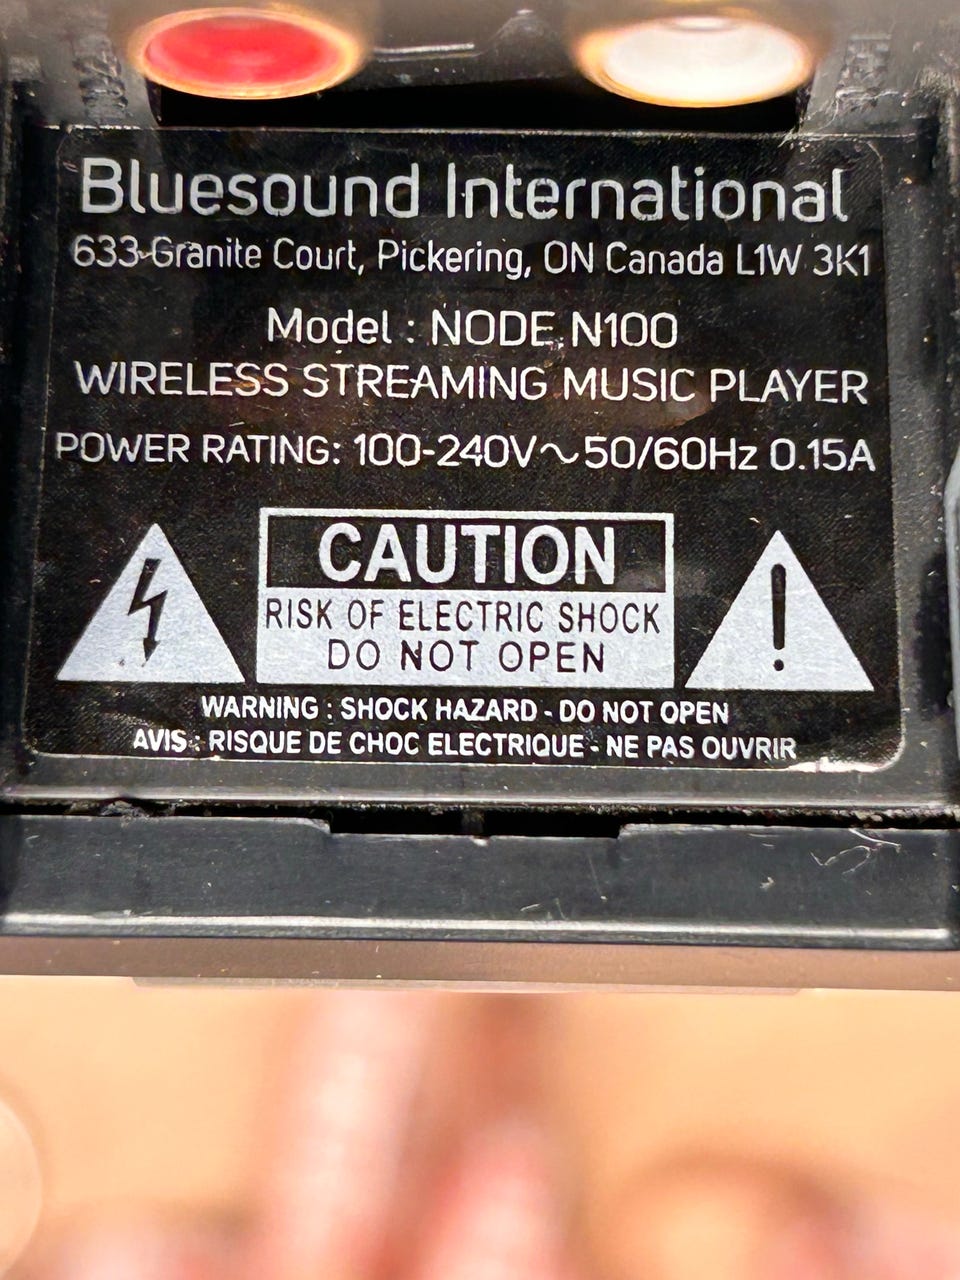 Bluesound International
633 Granite Court, Pickering, ON Canada L1W 3K1
Model : NODE N100
WIRELESS STREAMING MUSIC PLAYER
POWER RATING: 100-240V~50/60Hz 0.15A
CAUTION
RISK OF ELECTRIC SHOCK
DO NOT OPEN
WARNING : SHOCK HAZARD - DO NOT OPEN
AVIS : RISQUE DE CHOC ELECTRIQUE - NE PAS OUVRIR